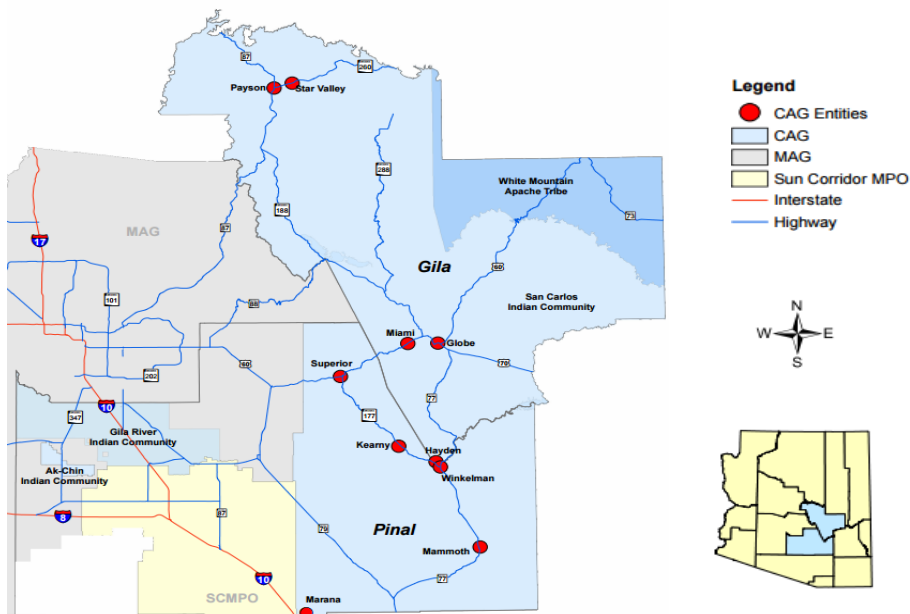 87
260
Payson
Star Valley
Legend
CAG Entities
CAG
MAG
Sun Corridor MPO
Interstate
Highway
288
White Mountain
Apache Tribe
73
188
87
MAG
17
Gila
60
101
88
San Carlos
Indian Community
N
W
E
S
Miami
Globe
Superior
60
70
202
77
10
347
177
Gila River
Indian Community
Kearny
Hayden
Ak-Chin
Indian Community
Winkelman
8
87
79
Pinal
Mammoth
10
77
SCMPO
Marana